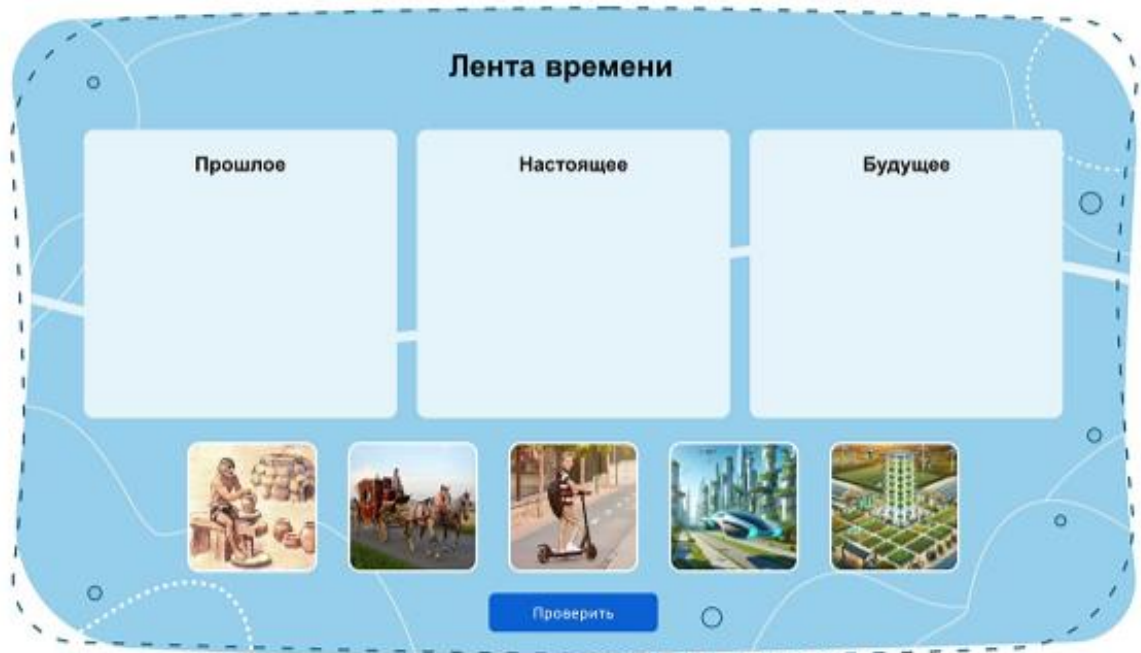 Лента времени
Прошлое
Настоящее
Будущее
Проверить